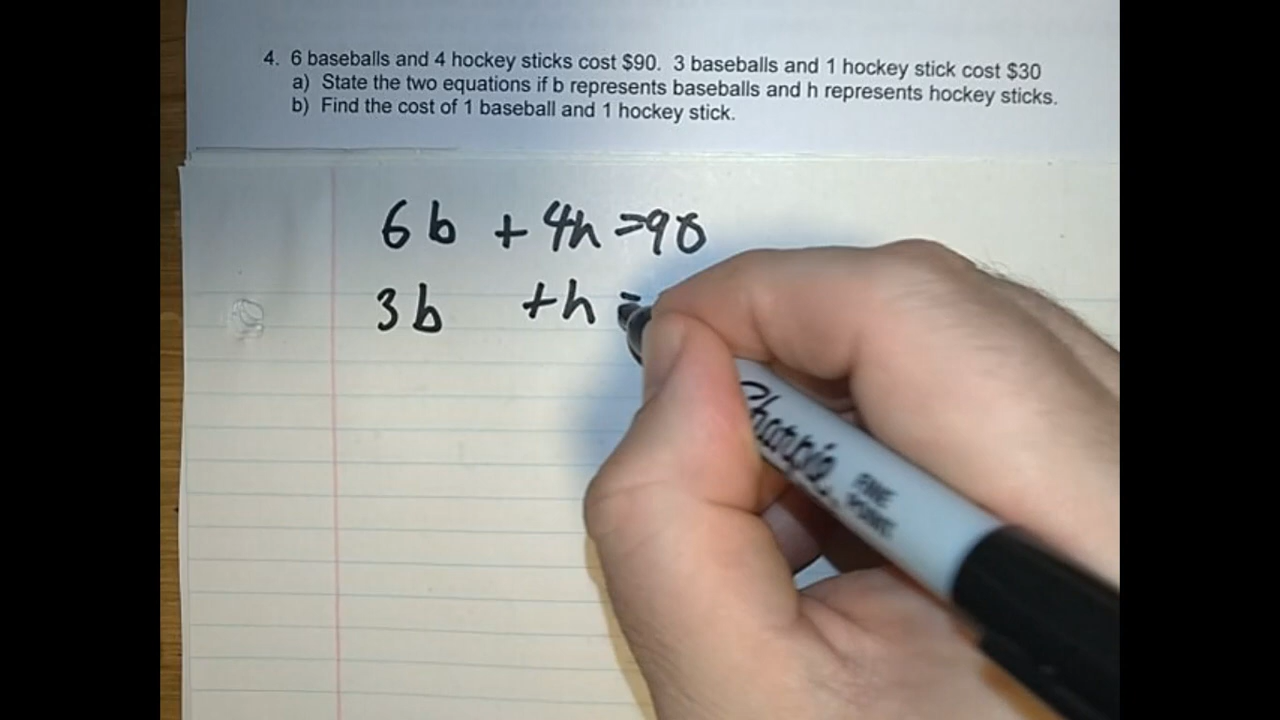 4. 6 baseballs and 4 hockey sticks cost $90. 3 baseballs and 1 hockey stick cost $30
a) State the two equations if b represents baseballs and h represents hockey sticks.
b) Find the cost of 1 baseball and 1 hockey stick.
6b + 4h =90
3b +h =
Sharpie
FINE
POINT